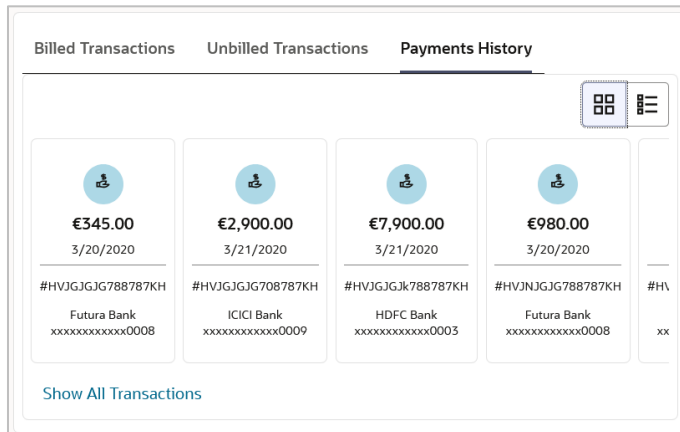 Billed Transactions Unbilled Transactions Payments History
€345.00 €2,900.00 €7,900.00 €980.00
3/20/2020 3/21/2020 3/21/2020 3/20/2020
#HVJGJGJG788787KH #HVJGJGJG708787KH #HVJGJGJk788787KH #HVJNJGJG788787KH #HV
Futura Bank ICICI Bank HDFC Bank Futura Bank
xxxxxxxxxxxx0008 xxxxxxxxxxxx0009 xxxxxxxxxxxx0003 xxxxxxxxxxxx0008 xx
Show All Transactions